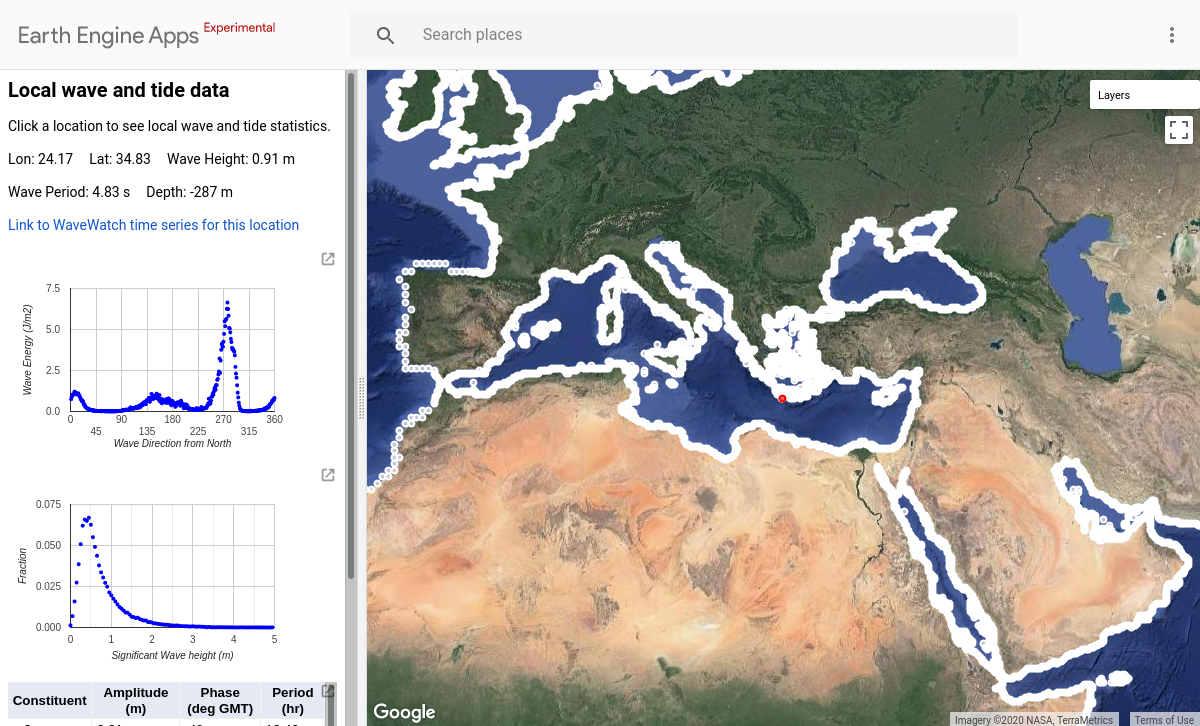 Earth Engine Apps Experimental
Search places
Local wave and tide data
Click a location to see local wave and tide statistics.
Lon: 24.17 Lat: 34.83 Wave Height: 0.91 m
Wave Period: 4.83 s Depth: -287 m
Link to WaveWatch time series for this location
Wave Energy (J/m2)
7.5
5.0
2.5
0.0
0 90 180 270 360
45 135 225 315
Wave Direction from North
Fraction
0.075
0.050
0.025
0.000
0 1 2 3 4 5
Significant Wave height (m)
Constituent Amplitude (m) Phase (deg GMT) Period (hr)
Layers
Google
Imagery ©2020 NASA, TerraMetrics Terms of Use